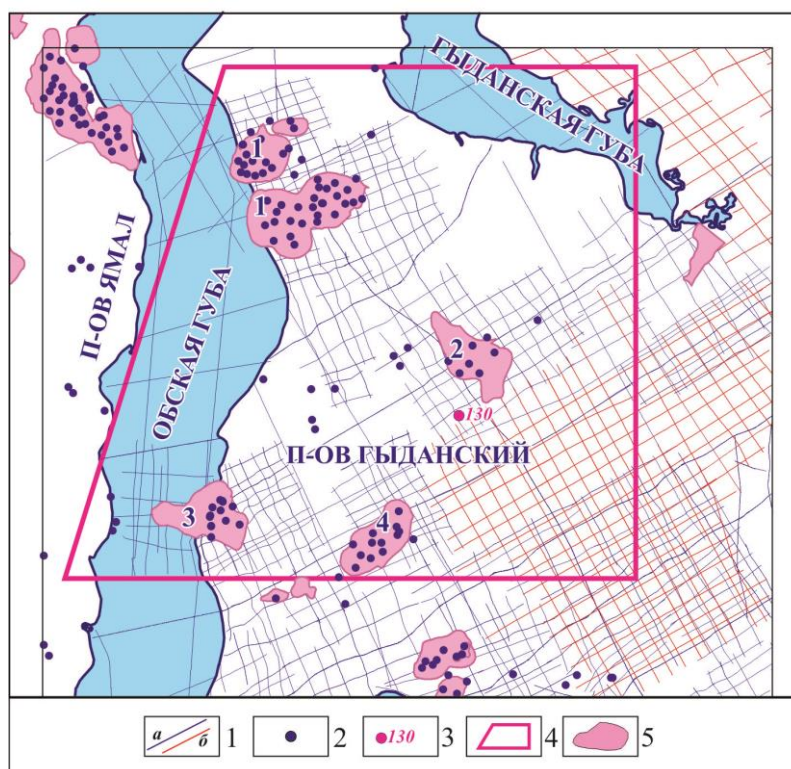 ГЫДАНСКАЯ ГУБА
1
1
П-ОВ ЯМАЛ
ОБСКАЯ ГУБА
2
130
П-ОВ ГЫДАНСКИЙ
3
4
а б 1 2 130 3 4 5